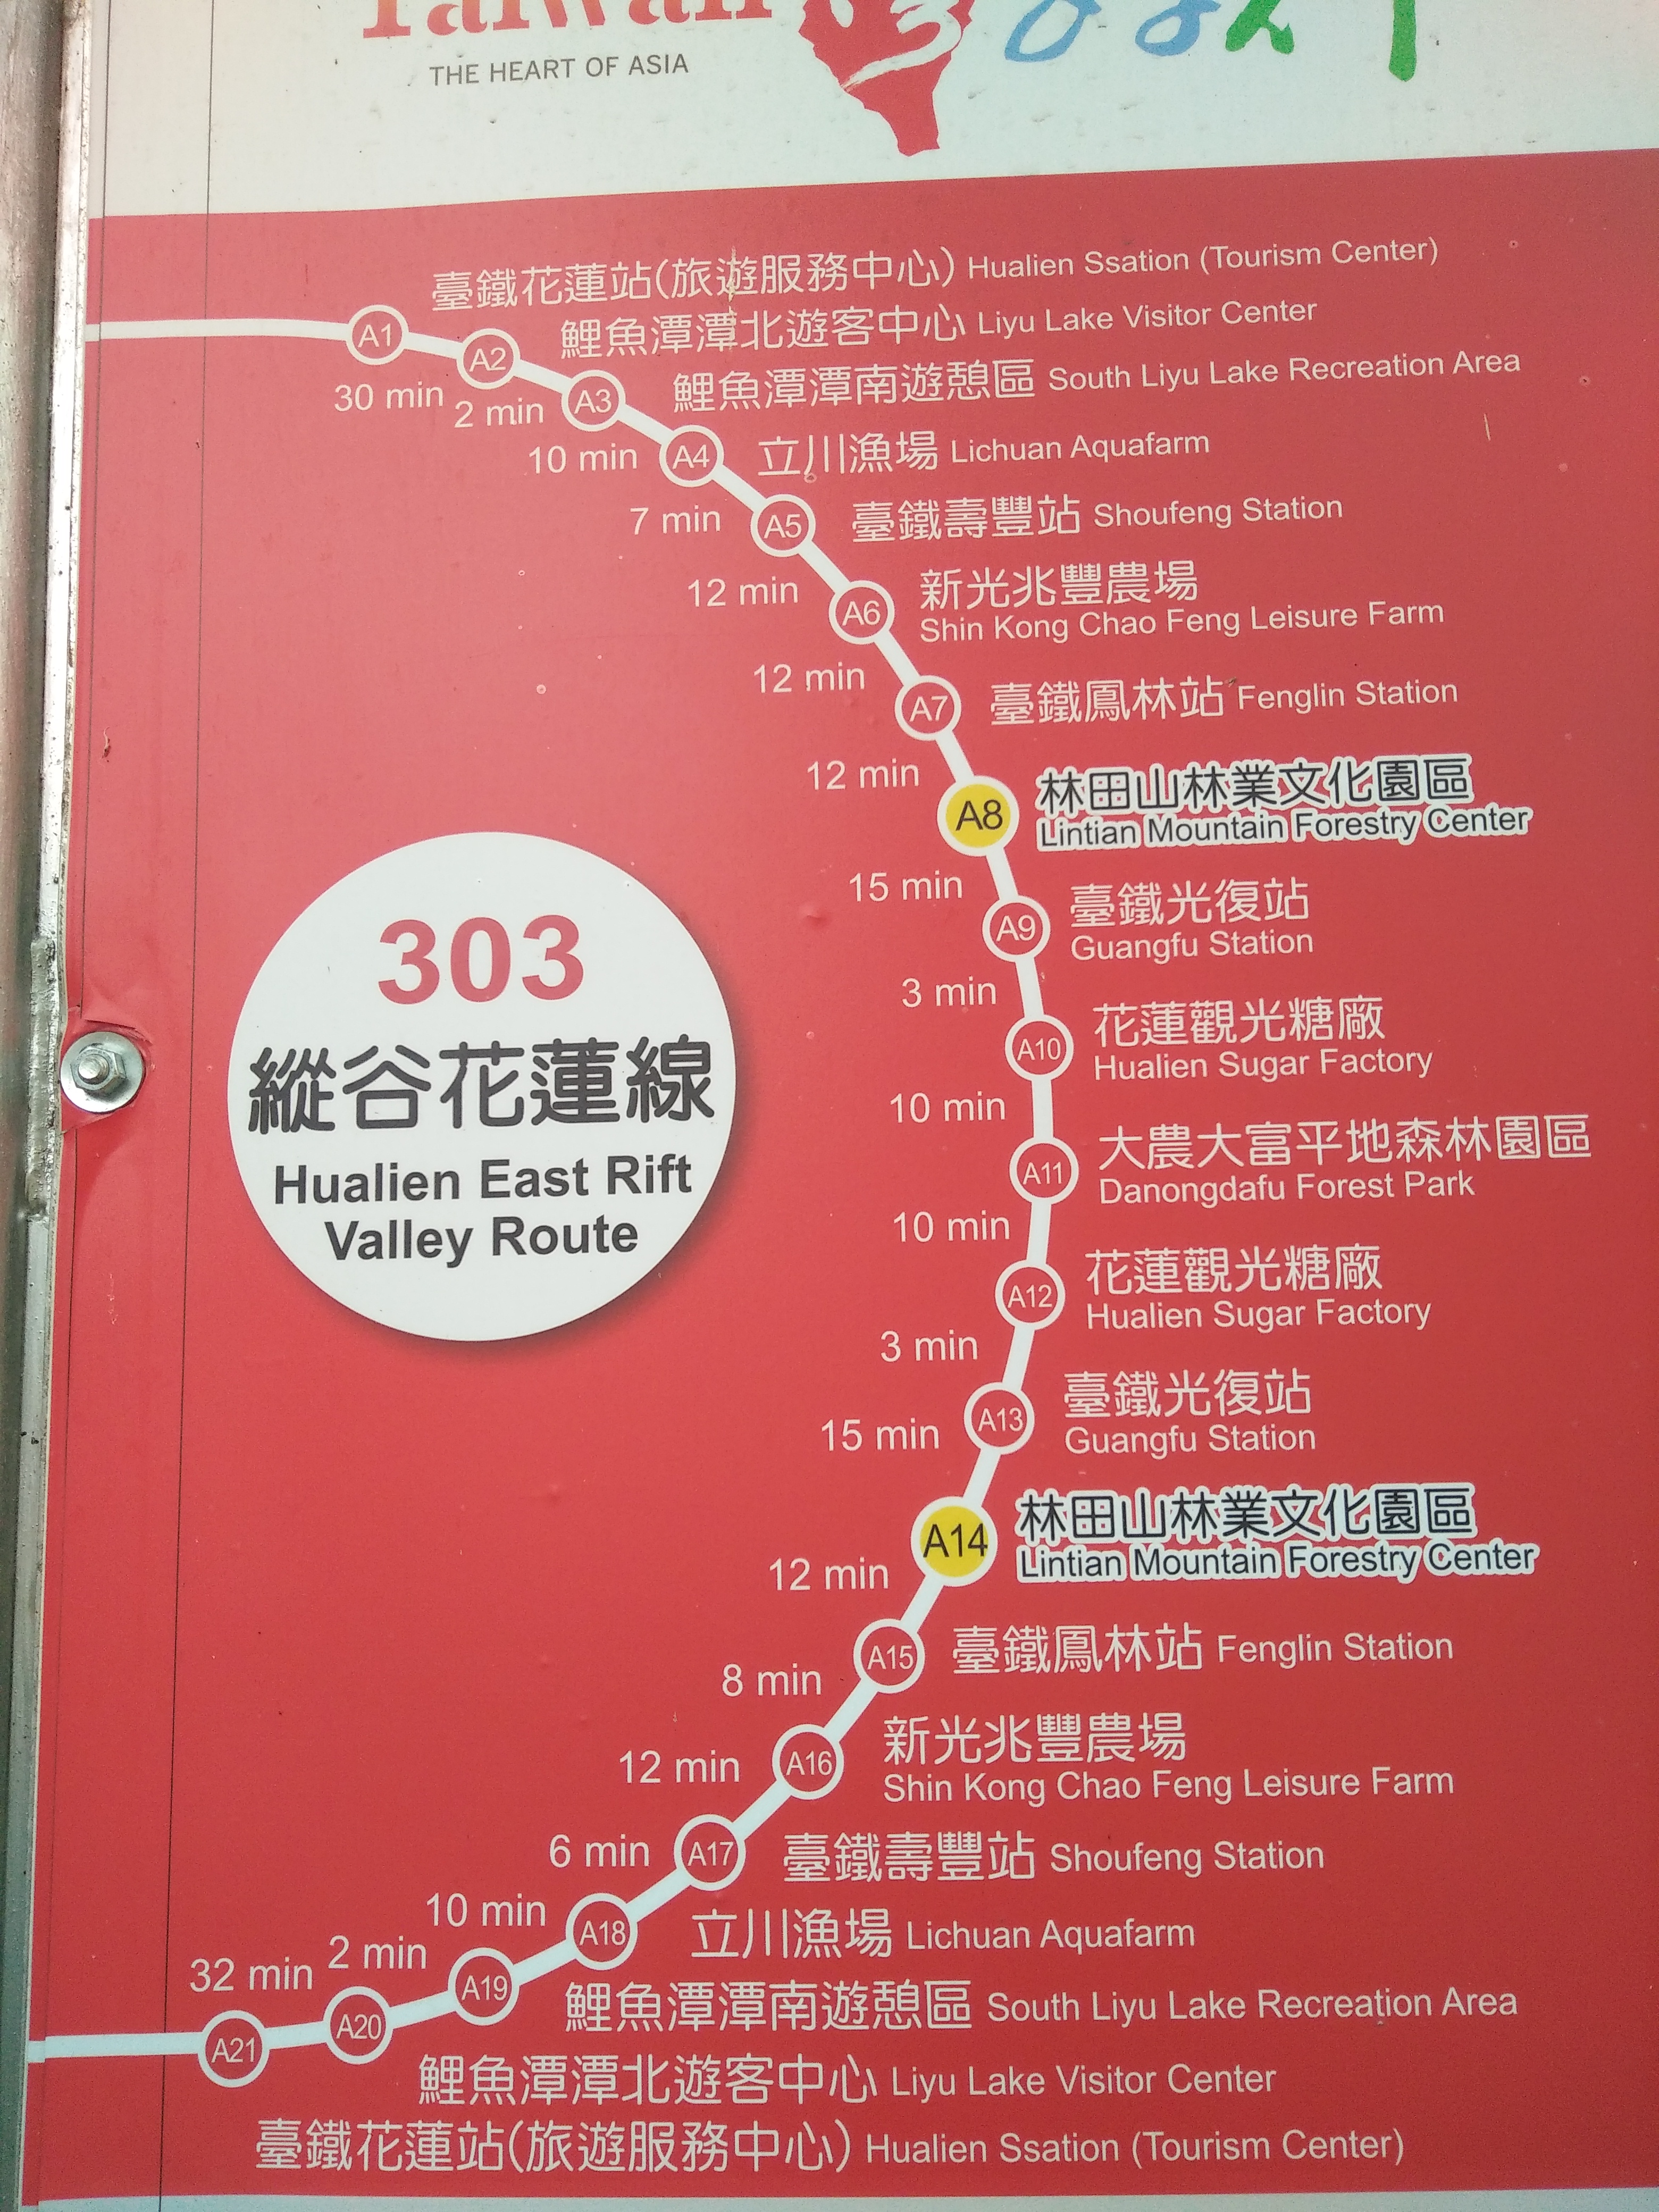 Taiwan
THE HEART OF ASIA
臺鐵花蓮站(旅遊服務中心) Hualien Ssation (Tourism Center)
A1
鯉魚潭潭北遊客中心 Liyu Lake Visitor Center
A2
30 min
鯉魚潭潭南遊憩區 South Liyu Lake Recreation Area
A3
2 min
立川漁場 Lichuan Aquafarm
A4
10 min
臺鐵壽豐站 Shoufeng Station
A5
7 min
新光兆豐農場
Shin Kong Chao Feng Leisure Farm
A6
12 min
臺鐵鳳林站 Fenglin Station
A7
12 min
林田山林業文化園區
Lintian Mountain Forestry Center
A8
12 min
臺鐵光復站
Guangfu Station
A9
15 min
花蓮觀光糖廠
Hualien Sugar Factory
A10
3 min
大農大富平地森林園區
Danongdafu Forest Park
A11
10 min
花蓮觀光糖廠
Hualien Sugar Factory
A12
10 min
臺鐵光復站
Guangfu Station
A13
3 min
林田山林業文化園區
Lintian Mountain Forestry Center
A14
15 min
臺鐵鳳林站 Fenglin Station
A15
12 min
新光兆豐農場
Shin Kong Chao Feng Leisure Farm
A16
8 min
臺鐵壽豐站 Shoufeng Station
A17
12 min
立川漁場 Lichuan Aquafarm
A18
6 min
鯉魚潭潭南遊憩區 South Liyu Lake Recreation Area
A19
10 min
鯉魚潭潭北遊客中心 Liyu Lake Visitor Center
A20
2 min
臺鐵花蓮站(旅遊服務中心) Hualien Ssation (Tourism Center)
A21
32 min
303
縱谷花蓮線
Hualien East Rift
Valley Route